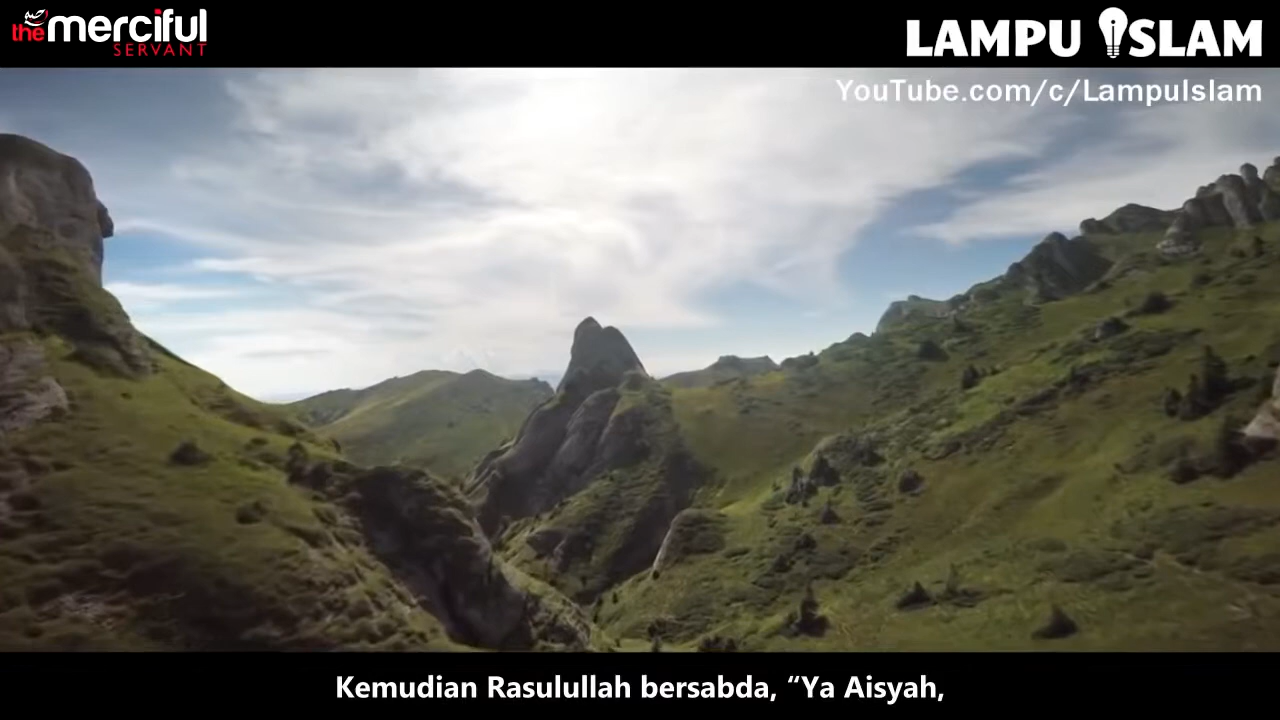 the merciful
SERVANT
LAMPU ISLAM
YouTube.com/c/LampuIslam
Kemudian Rasulullah bersabda, “Ya Aisyah,